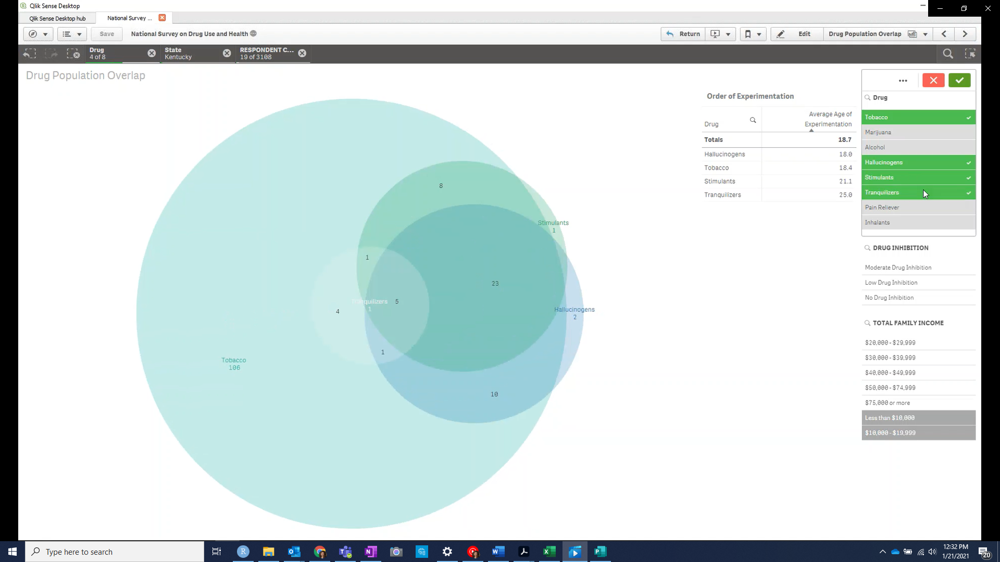 Qlik Sense Desktop
Qlik Sense Desktop hub
National Survey ...
Save
National Survey on Drug Use and Health
Return
Edit
Drug Population Overlap
Drug
4 of 8
State
Kentucky
RESPONDENT C...
19 of 3108
Drug Population Overlap
8
Stimulants
1
1
23
Tranquilizers
1
5
4
Hallucinogens
2
1
Tobacco
106
10
Order of Experimentation
Drug
Average Age of
Experimentation
Totals 18.7
Hallucinogens 18.0
Tobacco 18.4
Stimulants 21.1
Tranquilizers 25.0
Drug
Tobacco
Marijuana
Alcohol
Hallucinogens
Stimulants
Tranquilizers
Pain Reliever
Inhalants
DRUG INHIBITION
Moderate Drug Inhibition
Low Drug Inhibition
No Drug Inhibition
TOTAL FAMILY INCOME
$20,000 - $29,999
$30,000 - $39,999
$40,000 - $49,999
$50,000 - $74,999
$75,000 or more
Less than $10,000
$10,000 - $19,999
Type here to search
12:32 PM
1/21/2021
20